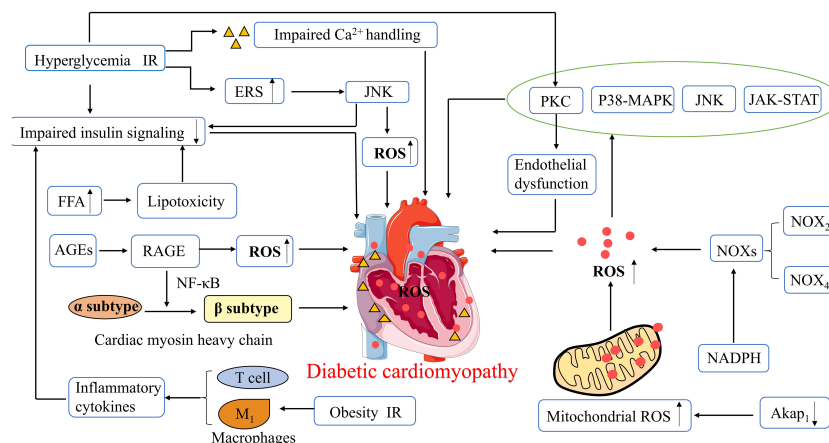 Hyperglycemia IR
Impaired Ca²⁺ handling
ERS
JNK
PKC
P38-MAPK
JNK
JAK-STAT
Impaired insulin signaling
ROS
Endothelial
dysfunction
FFA
Lipotoxicity
AGEs
RAGE
ROS
NF-κB
α subtype
β subtype
Cardiac myosin heavy chain
ROS
ROS
NOXs
NOX₂
NOX₄
NADPH
Diabetic cardiomyopathy
Inflammatory
cytokines
T cell
M₁
Macrophages
Obesity IR
Mitochondrial ROS
Akap₁